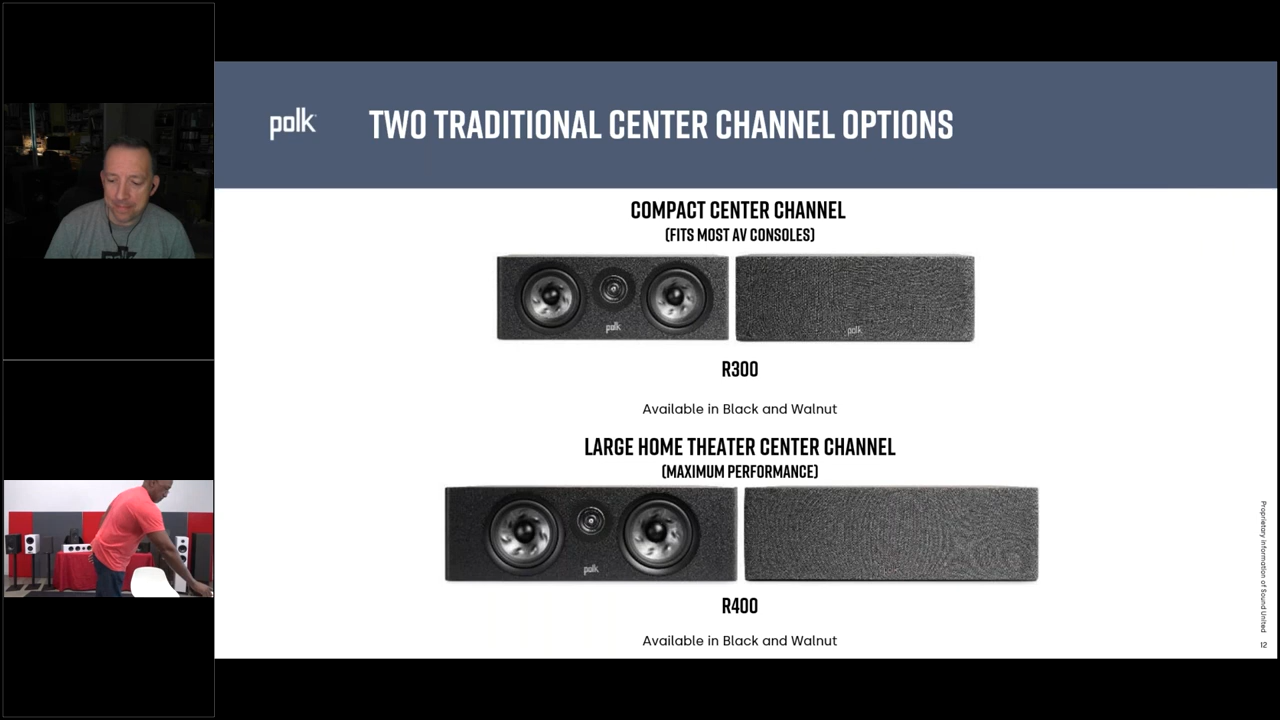 polk
TWO TRADITIONAL CENTER CHANNEL OPTIONS
COMPACT CENTER CHANNEL
(FITS MOST AV CONSOLES)
polk
polk
R300
Available in Black and Walnut
LARGE HOME THEATER CENTER CHANNEL
(MAXIMUM PERFORMANCE)
polk
R400
Available in Black and Walnut
Proprietary information of Sound United
12
polk